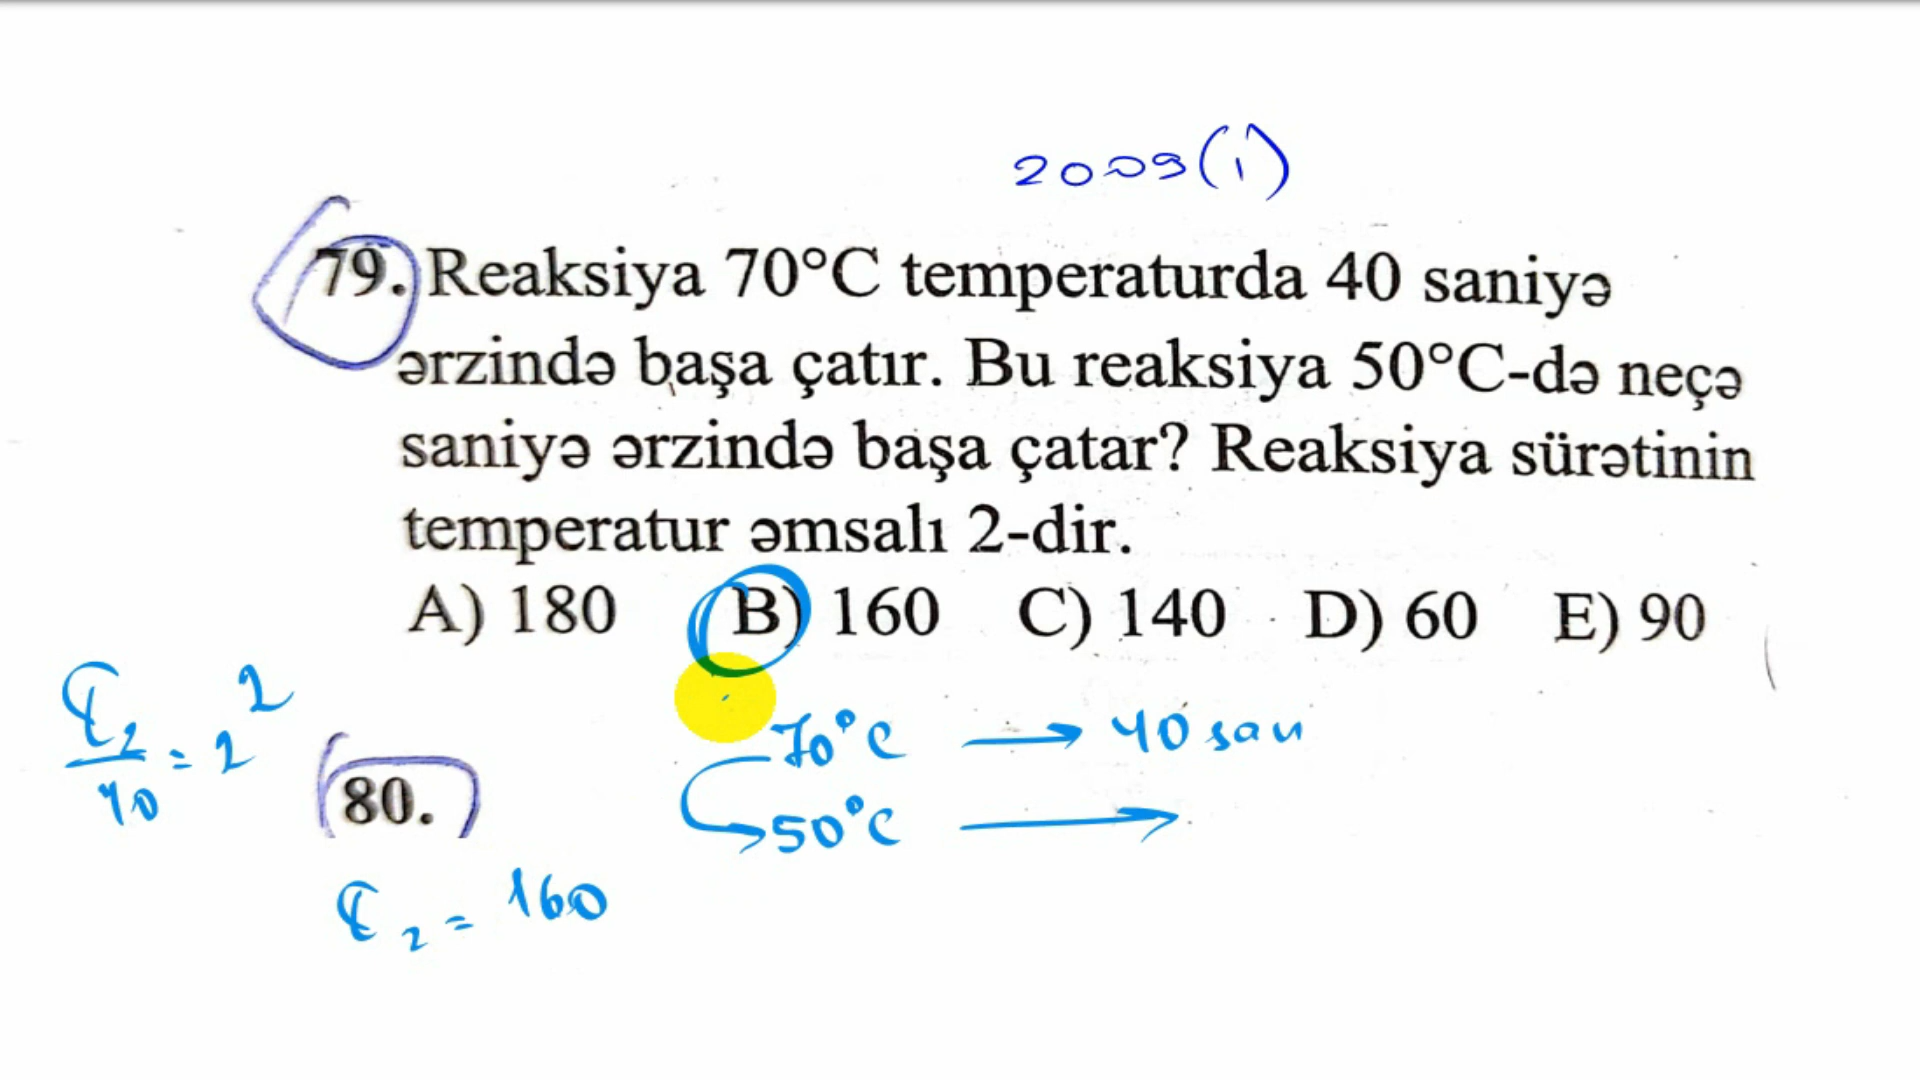 2009(1)
79. Reaksiya 70°C temperaturda 40 saniyə
ərzində başa çatır. Bu reaksiya 50°C-də neçə
saniyə ərzində başa çatar? Reaksiya sürətinin
temperatur əmsalı 2-dir.
A) 180 B) 160 C) 140 D) 60 E) 90
τ₂/40 = 2²
70°C → 40 san
80.
50°C →
τ₂ = 160